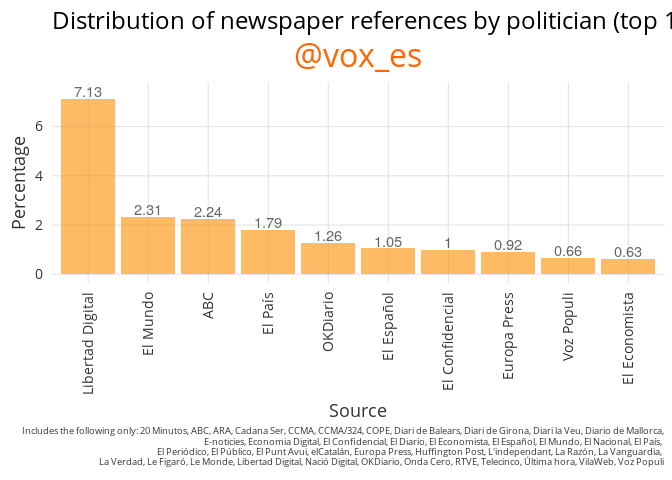 Distribution of newspaper references by politician (top 1
@vox_es
Percentage
6
4
2
0
7.13
2.31
2.24
1.79
1.26
1.05
1
0.92
0.66
0.63
Libertad Digital
El Mundo
ABC
El País
OKDiario
El Español
El Confidencial
Europa Press
Voz Populi
El Economista
Source
Includes the following only: 20 Minutos, ABC, ARA, Cadana Ser, CCMA, CCMA/324, COPE, Diari de Balears, Diari de Girona, Diari la Veu, Diario de Mallorca,
E-noticies, Economia Digital, El Confidencial, El Diario, El Economista, El Español, El Mundo, El Nacional, El País,
El Periódico, El Público, El Punt Avui, elCatalán, Europa Press, Huffington Post, L'independant, La Razón, La Vanguardia,
La Verdad, Le Figaró, Le Monde, Libertad Digital, Nació Digital, OKDiario, Onda Cero, RTVE, Telecinco, Última hora, VilaWeb, Voz Populi